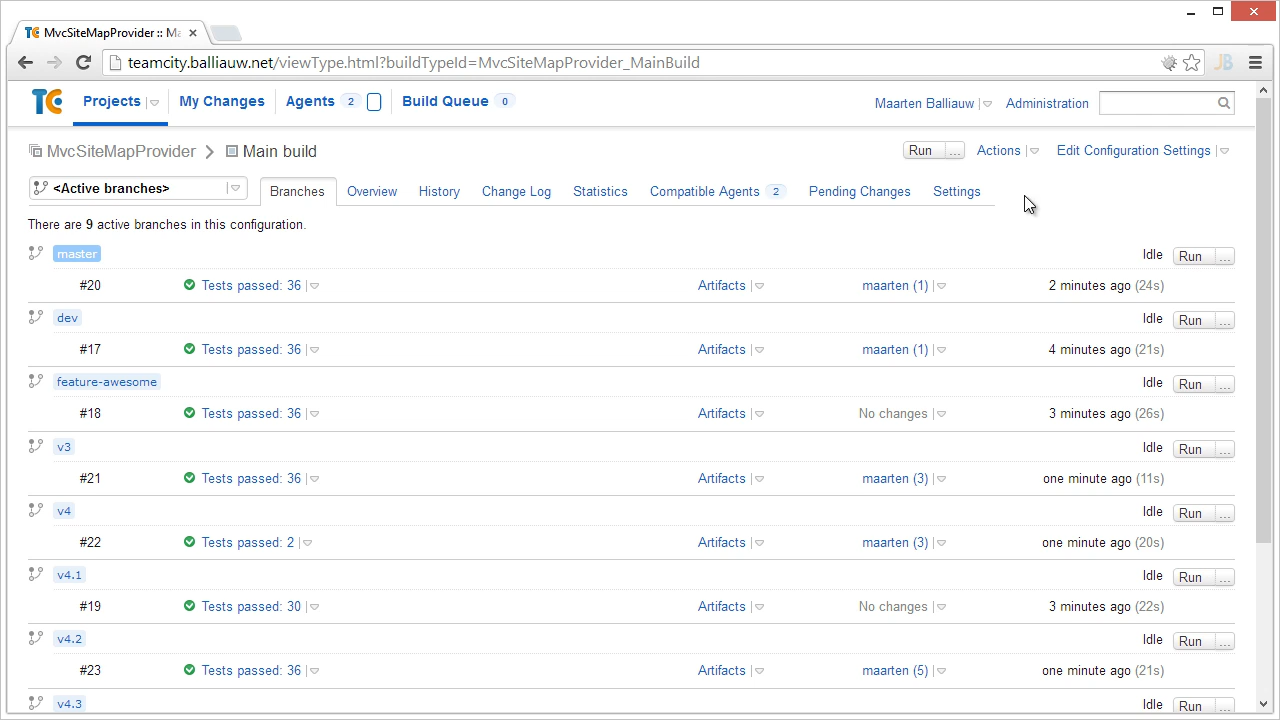 MvcSiteMapProvider :: Ma
teamcity.balliauw.net/viewType.html?buildTypeId=MvcSiteMapProvider_MainBuild
JB
TC Projects My Changes Agents 2 Build Queue 0 Maarten Balliauw Administration
MvcSiteMapProvider Main build Run ... Actions Edit Configuration Settings
<Active branches> Branches Overview History Change Log Statistics Compatible Agents 2 Pending Changes Settings
There are 9 active branches in this configuration.
master Idle Run ...
#20 Tests passed: 36 Artifacts maarten (1) 2 minutes ago (24s)
dev Idle Run ...
#17 Tests passed: 36 Artifacts maarten (1) 4 minutes ago (21s)
feature-awesome Idle Run ...
#18 Tests passed: 36 Artifacts No changes 3 minutes ago (26s)
v3 Idle Run ...
#21 Tests passed: 36 Artifacts maarten (3) one minute ago (11s)
v4 Idle Run ...
#22 Tests passed: 2 Artifacts maarten (3) one minute ago (20s)
v4.1 Idle Run ...
#19 Tests passed: 30 Artifacts No changes 3 minutes ago (22s)
v4.2 Idle Run ...
#23 Tests passed: 36 Artifacts maarten (5) one minute ago (21s)
v4.3 Idle Run ...